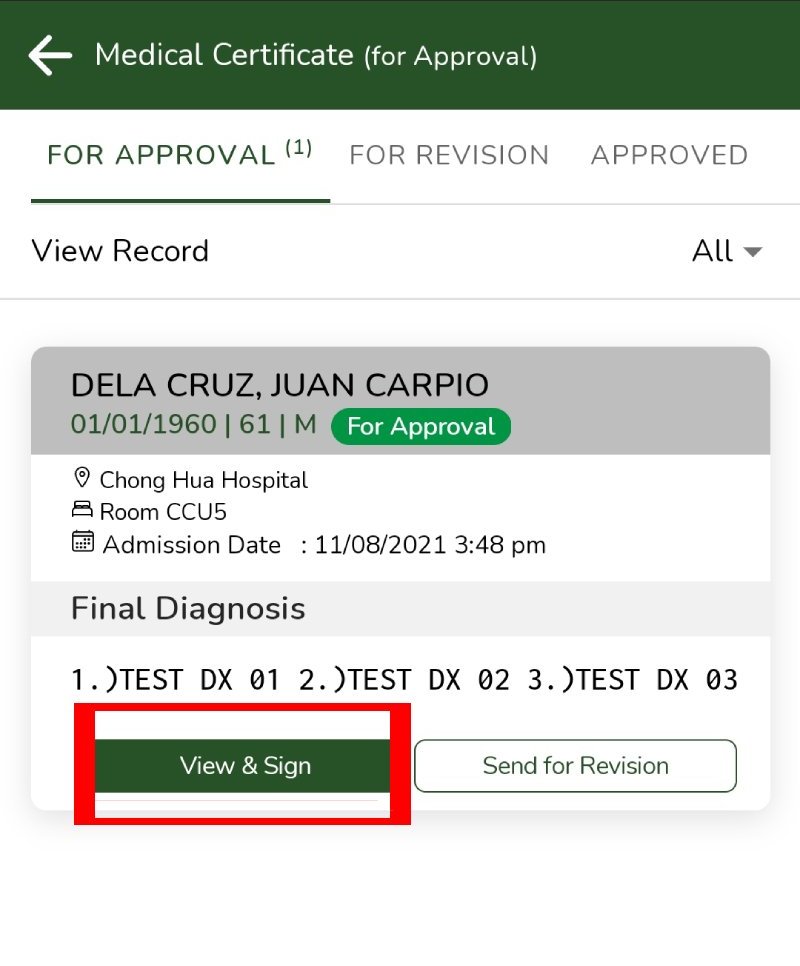 Medical Certificate (for Approval)
FOR APPROVAL (1) FOR REVISION APPROVED
View Record All
DELA CRUZ, JUAN CARPIO
01/01/1960 | 61 | M For Approval
Chong Hua Hospital
Room CCU5
Admission Date : 11/08/2021 3:48 pm
Final Diagnosis
1.)TEST DX 01 2.)TEST DX 02 3.)TEST DX 03
View & Sign Send for Revision